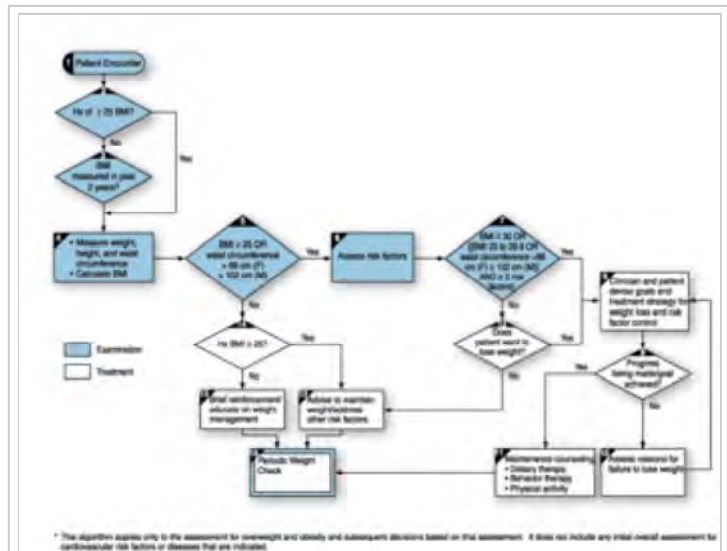 1 Patient Encounter
Hx of ≥ 25 BMI?
No
Yes
BMI
measured in past
2 years?
• Measure weight,
height, and waist
circumference
• Calculate BMI
BMI ≥ 25 OR
waist circumference
> 88 cm (F)
> 102 cm (M)
Yes
No
Assess risk factors
BMI ≥ 30 OR
[BMI 25 to 29.9 OR
waist circumference >88
cm (F) > 102 cm (M)]
AND ≥ 2 risk
factors
Yes
No
Clinician and patient
devise goals and
treatment strategy for
weight loss and risk
factor control
Hx BMI ≥ 25?
Yes
No
Does
patient want to
lose weight?
Yes
No
Progress
being made/goal
achieved?
Yes
No
Examination
Treatment
Brief reinforcement/
educate on weight
management
Advise to maintain
weight/address
other risk factors
Periodic Weight
Check
Maintenance counseling
• Dietary therapy
• Behavior therapy
• Physical activity
Assess reasons for
failure to lose weight
* This algorithm applies only to the assessment for overweight and obesity and subsequent decisions based on that assessment. It does not include any initial overall assessment for
cardiovascular risk factors or diseases that are indicated.